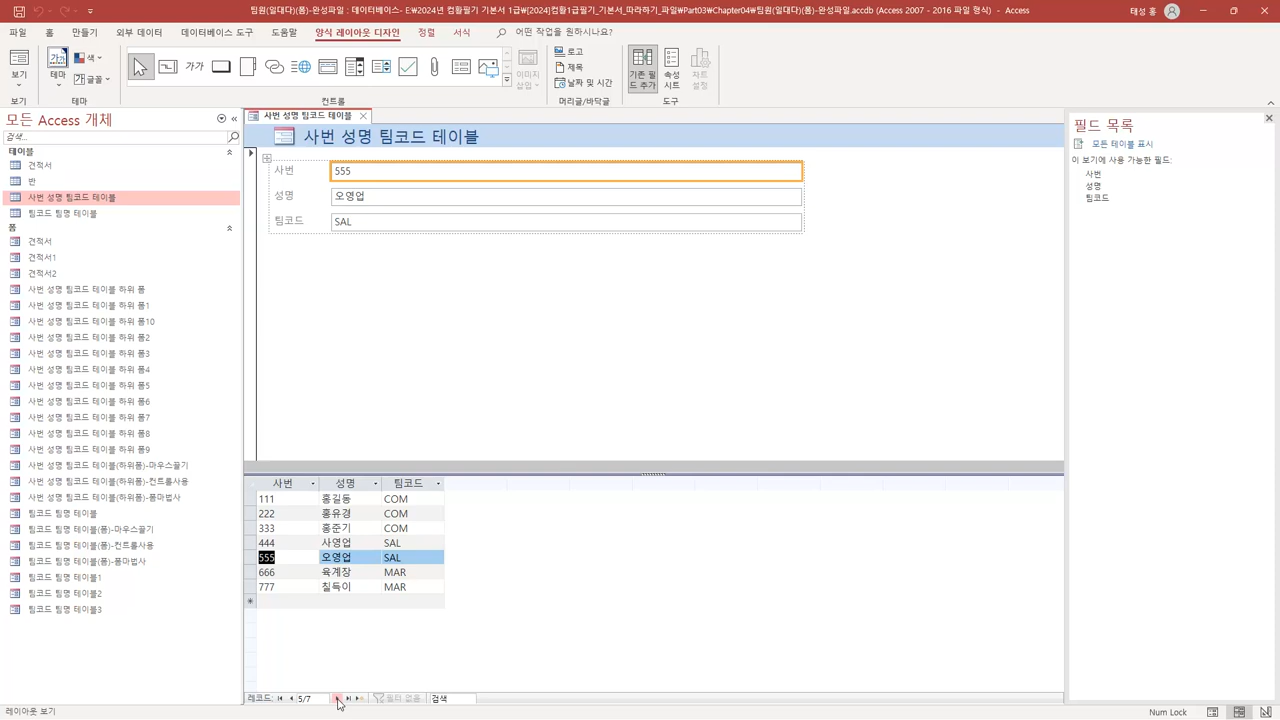 팀원(일대다)(폼)-완성파일 : 데이터베이스- E:₩2024년 컴활필기 기본서 1급₩[2024]컴활1급필기_기본서_따라하기_파일₩Part03₩Chapter04₩팀원(일대다)(폼)-완성파일.accdb (Access 2007 - 2016 파일 형식) - Access
태성 홍
파일 홈 만들기 외부 데이터 데이터베이스 도구 도움말 양식 레이아웃 디자인 정렬 서식 어떤 작업을 원하시나요?
보기
테마
색
글꼴
가가
이미지 삽입
로고
제목
날짜 및 시간
기존 필드 추가
속성 시트
차트 설정
보기 테마 컨트롤 머리글/바닥글 도구
모든 Access 개체
검색...
테이블
견적서
반
사번 성명 팀코드 테이블
팀코드 팀명 테이블
폼
견적서
견적서1
견적서2
사번 성명 팀코드 테이블 하위 폼
사번 성명 팀코드 테이블 하위 폼1
사번 성명 팀코드 테이블 하위 폼10
사번 성명 팀코드 테이블 하위 폼2
사번 성명 팀코드 테이블 하위 폼3
사번 성명 팀코드 테이블 하위 폼4
사번 성명 팀코드 테이블 하위 폼5
사번 성명 팀코드 테이블 하위 폼6
사번 성명 팀코드 테이블 하위 폼7
사번 성명 팀코드 테이블 하위 폼8
사번 성명 팀코드 테이블 하위 폼9
사번 성명 팀코드 테이블(하위폼)-마우스끌기
사번 성명 팀코드 테이블(하위폼)-컨트롤사용
사번 성명 팀코드 테이블(하위폼)-폼마법사
팀코드 팀명 테이블
팀코드 팀명 테이블(폼)-마우스끌기
팀코드 팀명 테이블(폼)-컨트롤사용
팀코드 팀명 테이블(폼)-폼마법사
팀코드 팀명 테이블1
팀코드 팀명 테이블2
팀코드 팀명 테이블3
사번 성명 팀코드 테이블
사번 성명 팀코드 테이블
사번 555
성명 오영업
팀코드 SAL
사번 성명 팀코드
111 홍길동 COM
222 홍유경 COM
333 홍준기 COM
444 사영업 SAL
555 오영업 SAL
666 육계장 MAR
777 칠득이 MAR
레코드: 5/7 필터 없음 검색
필드 목록
모든 테이블 표시
이 보기에 사용 가능한 필드:
사번
성명
팀코드
레이아웃 보기
Num Lock